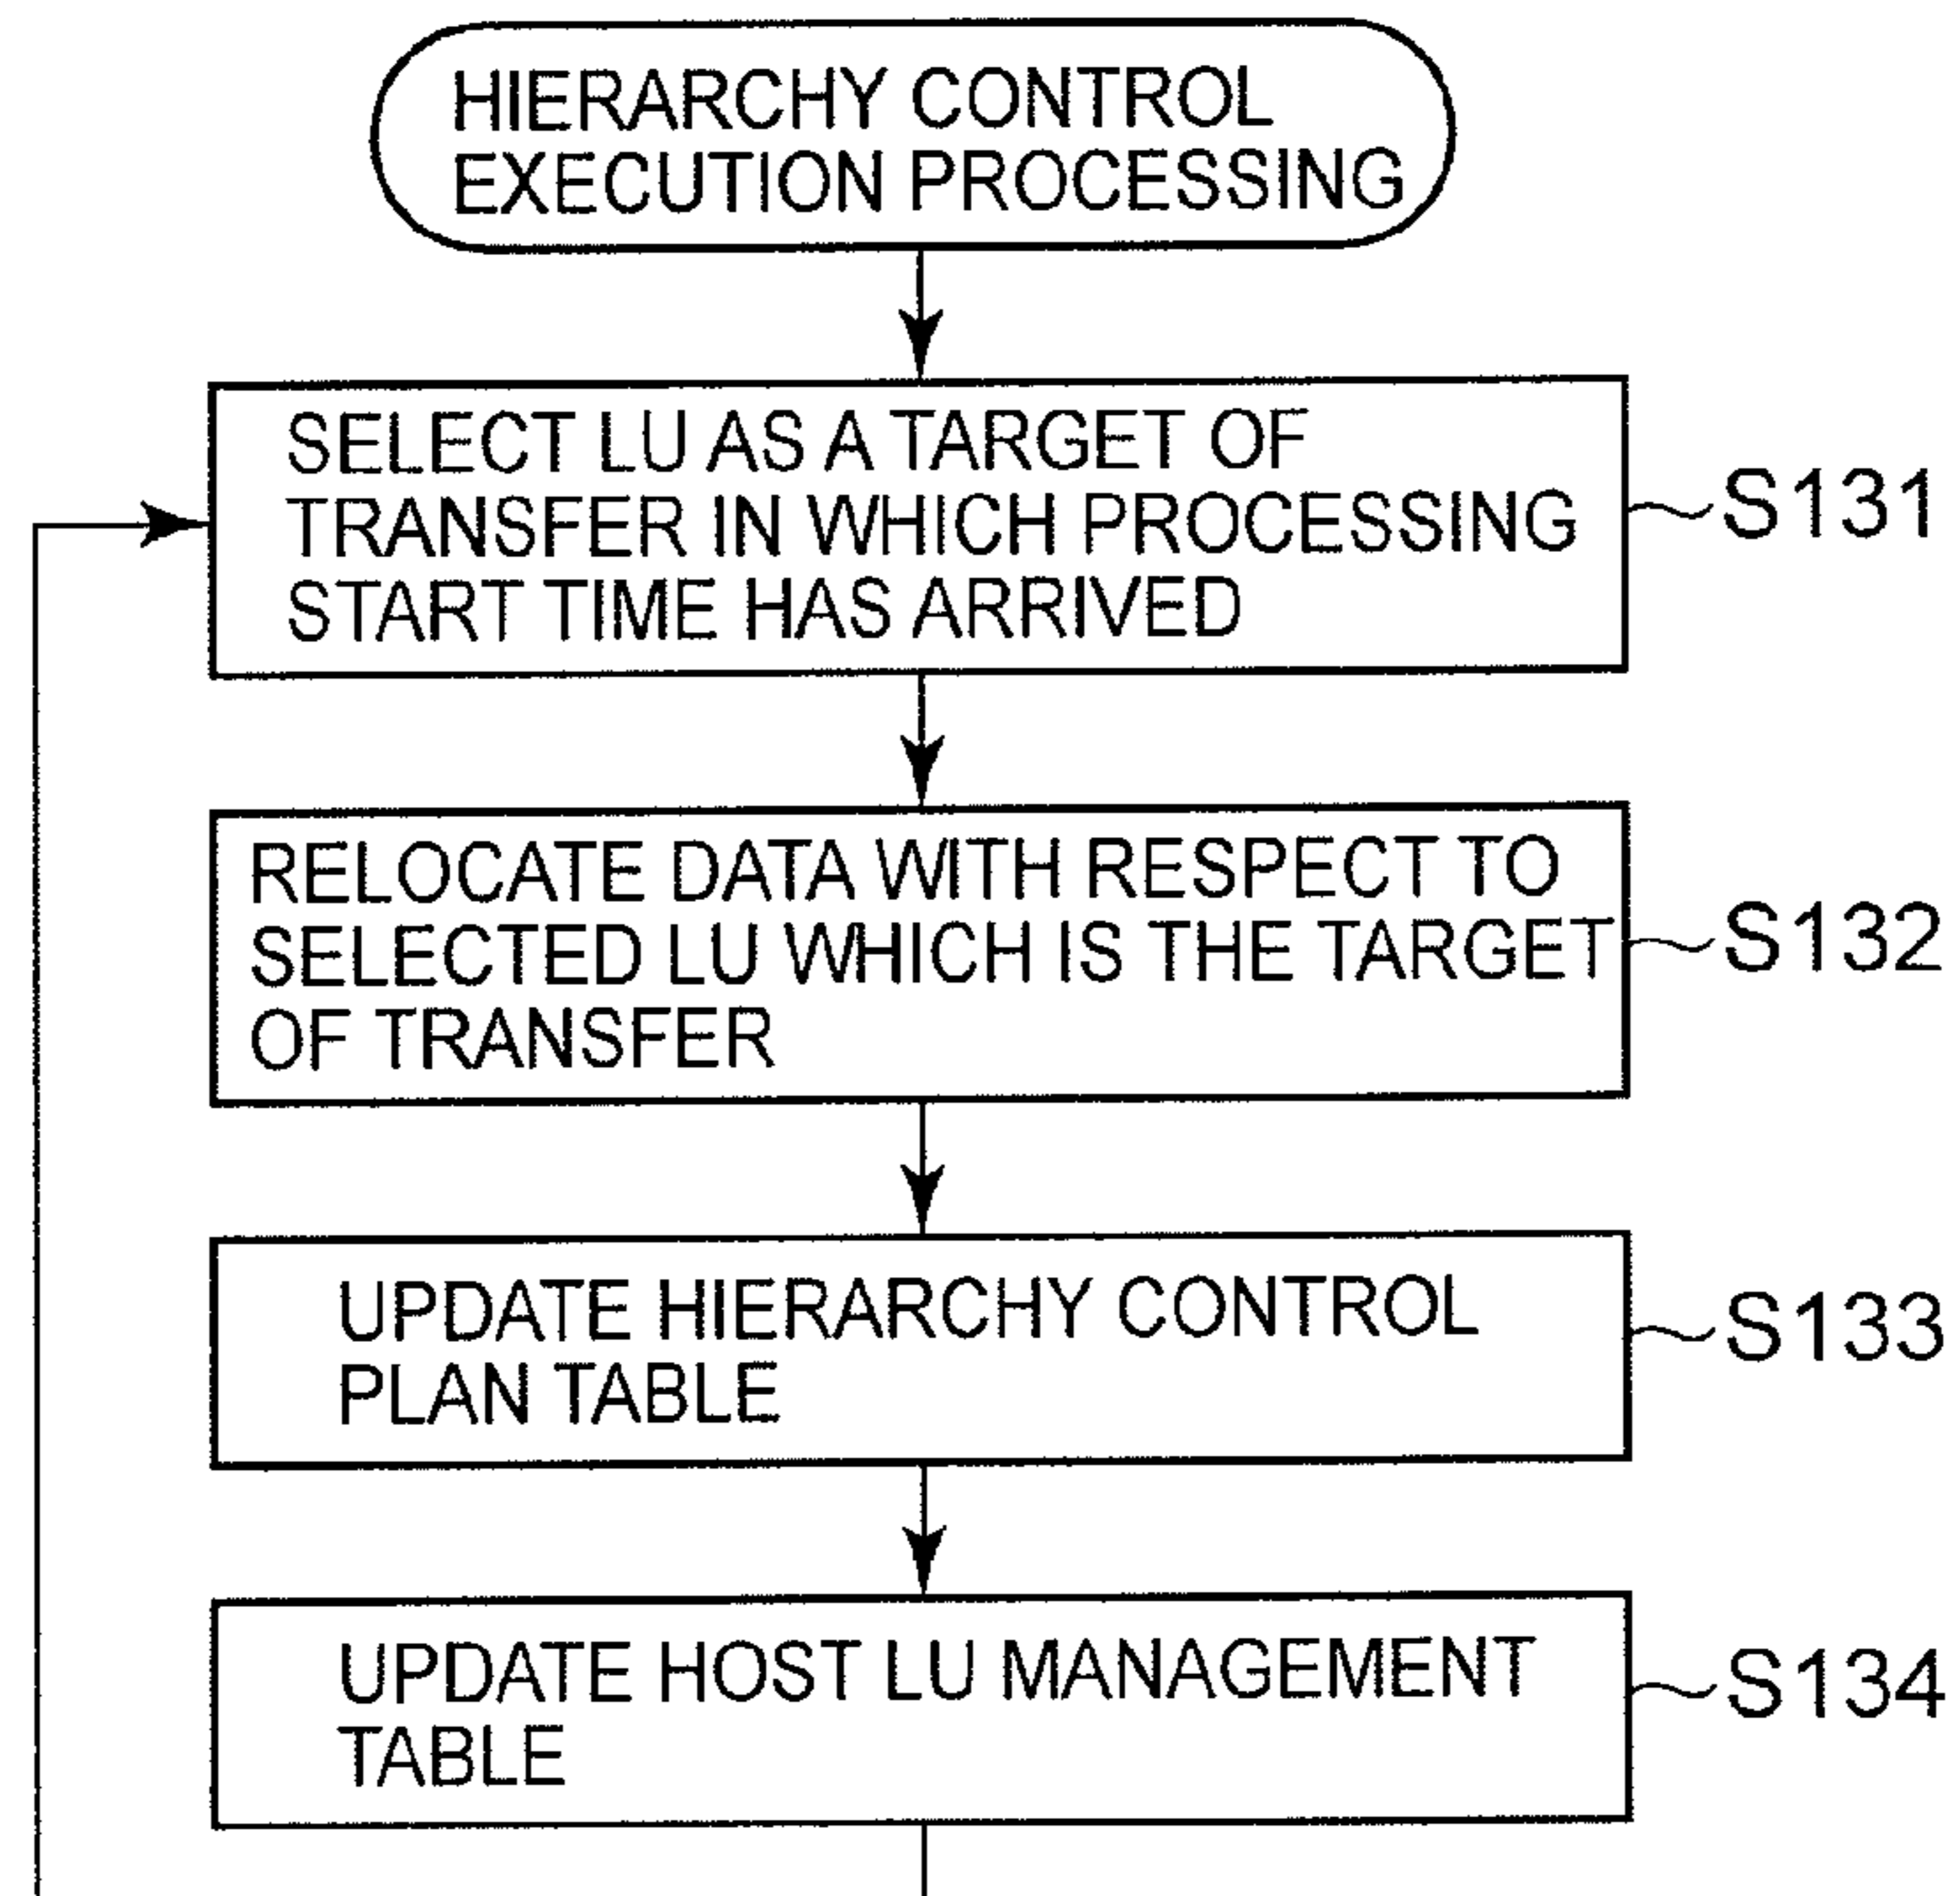 HIERARCHY CONTROL
EXECUTION PROCESSING
SELECT LU AS A TARGET OF
TRANSFER IN WHICH PROCESSING
START TIME HAS ARRIVED
S131
RELOCATE DATA WITH RESPECT TO
SELECTED LU WHICH IS THE TARGET
OF TRANSFER
S132
UPDATE HIERARCHY CONTROL
PLAN TABLE
S133
UPDATE HOST LU MANAGEMENT
TABLE
S134